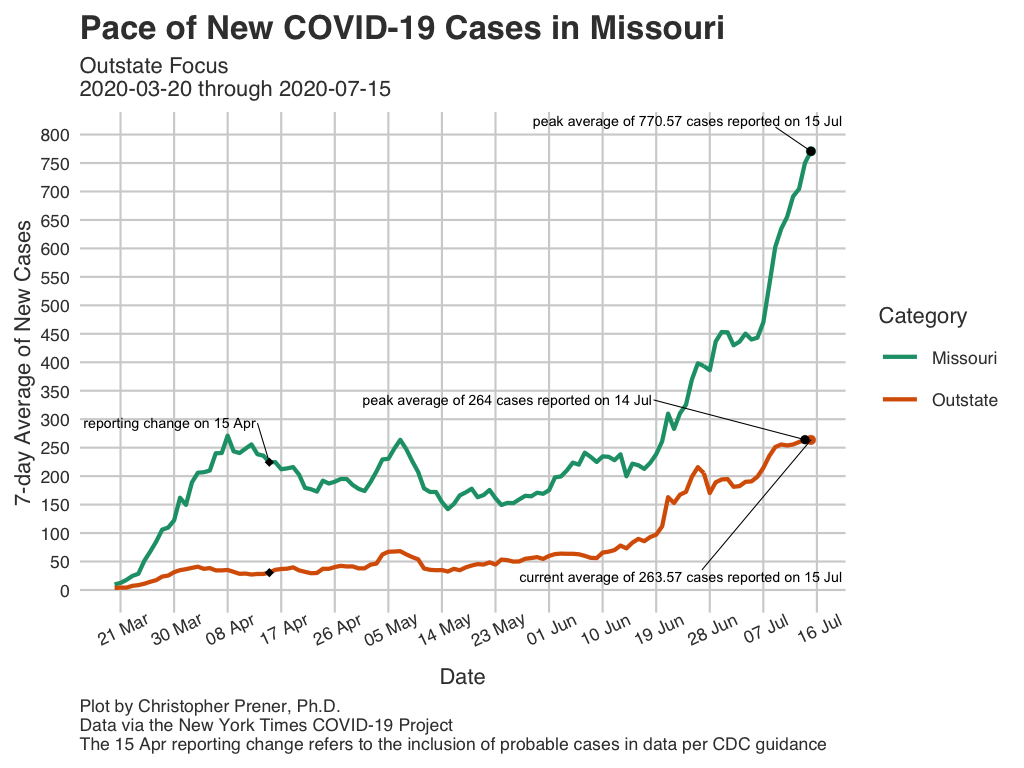 Pace of New COVID-19 Cases in Missouri
Outstate Focus
2020-03-20 through 2020-07-15
7-day Average of New Cases
800
750
700
650
600
550
500
450
400
350
300
250
200
150
100
50
0
peak average of 770.57 cases reported on 15 Jul
peak average of 264 cases reported on 14 Jul
reporting change on 15 Apr
current average of 263.57 cases reported on 15 Jul
21 Mar
30 Mar
08 Apr
17 Apr
26 Apr
05 May
14 May
23 May
01 Jun
10 Jun
19 Jun
28 Jun
07 Jul
16 Jul
Date
Category
Missouri
Outstate
Plot by Christopher Prener, Ph.D.
Data via the New York Times COVID-19 Project
The 15 Apr reporting change refers to the inclusion of probable cases in data per CDC guidance